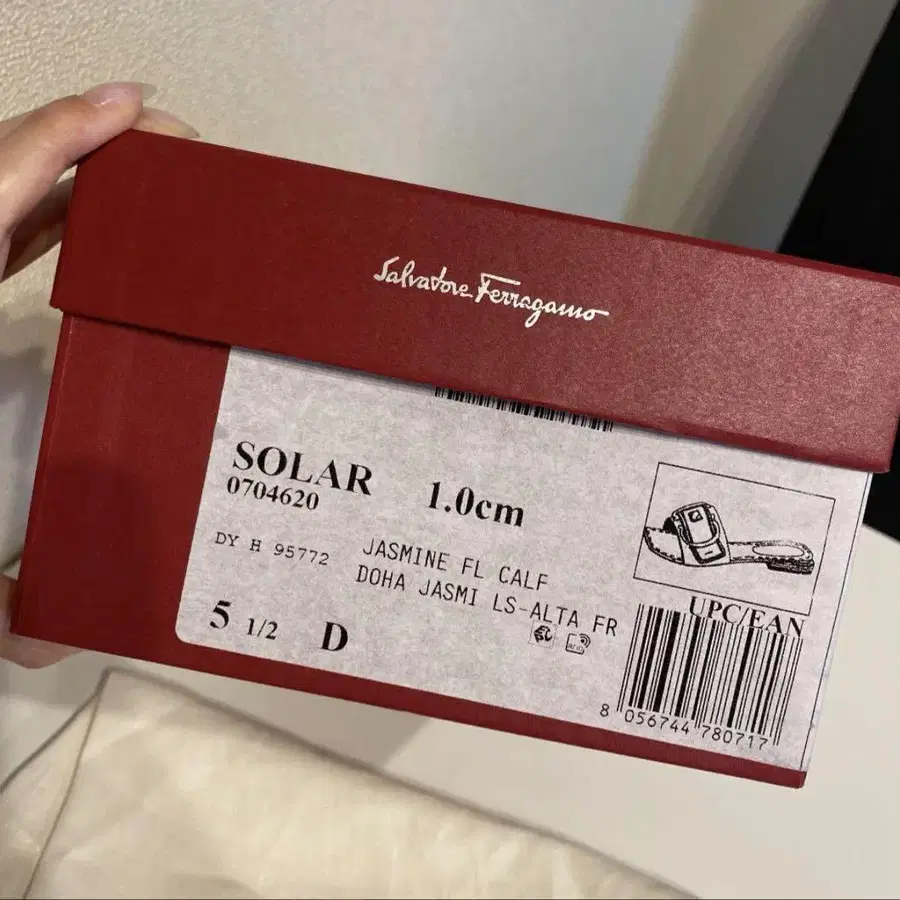 Salvatore Ferragamo
SOLAR
0704620
1.0cm
DY H 95772
JASMINE FL CALF
DOHA JASMI LS-ALTA FR
5 1/2 D
UPC/EAN
8 056744 780717